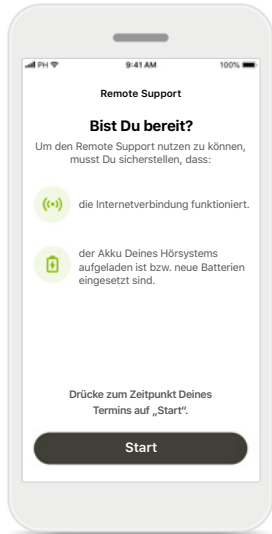 PH 9:41 AM 100%
Remote Support
Bist Du bereit?
Um den Remote Support nutzen zu können,
musst Du sicherstellen, dass:
die Internetverbindung funktioniert.
der Akku Deines Hörsystems
aufgeladen ist bzw. neue Batterien
eingesetzt sind.
Drücke zum Zeitpunkt Deines
Termins auf „Start“.
Start